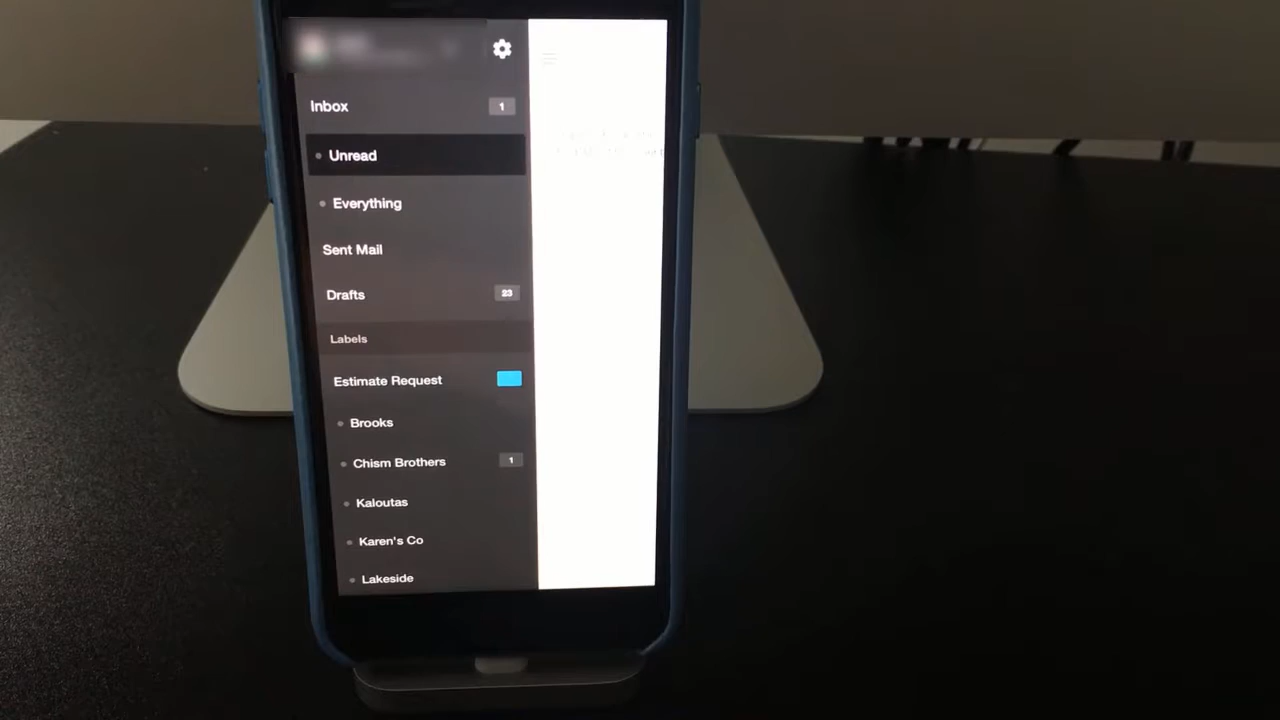 Inbox 1
Unread
Everything
Sent Mail
Drafts 23
Labels
Estimate Request
Brooks
Chism Brothers 1
Kaloutas
Karen's Co
Lakeside